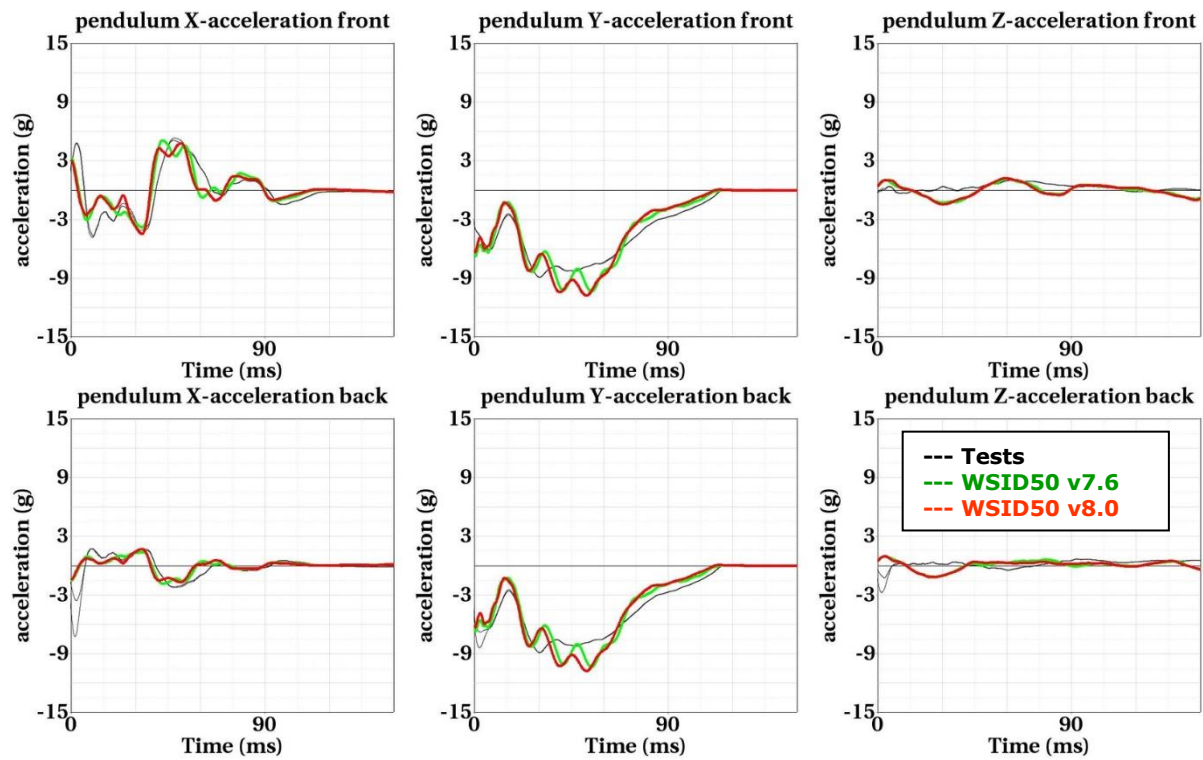 pendulum X-acceleration front
15
9
3
-3
-9
-15
acceleration (g)
0
90
Time (ms)
pendulum Y-acceleration front
15
9
3
-3
-9
-15
acceleration (g)
0
90
Time (ms)
pendulum Z-acceleration front
15
9
3
-3
-9
-15
acceleration (g)
0
90
Time (ms)
pendulum X-acceleration back
15
9
3
-3
-9
-15
acceleration (g)
0
90
Time (ms)
pendulum Y-acceleration back
15
9
3
-3
-9
-15
acceleration (g)
0
90
Time (ms)
pendulum Z-acceleration back
15
9
3
-3
-9
-15
acceleration (g)
0
90
Time (ms)
--- Tests
--- WSID50 v7.6
--- WSID50 v8.0